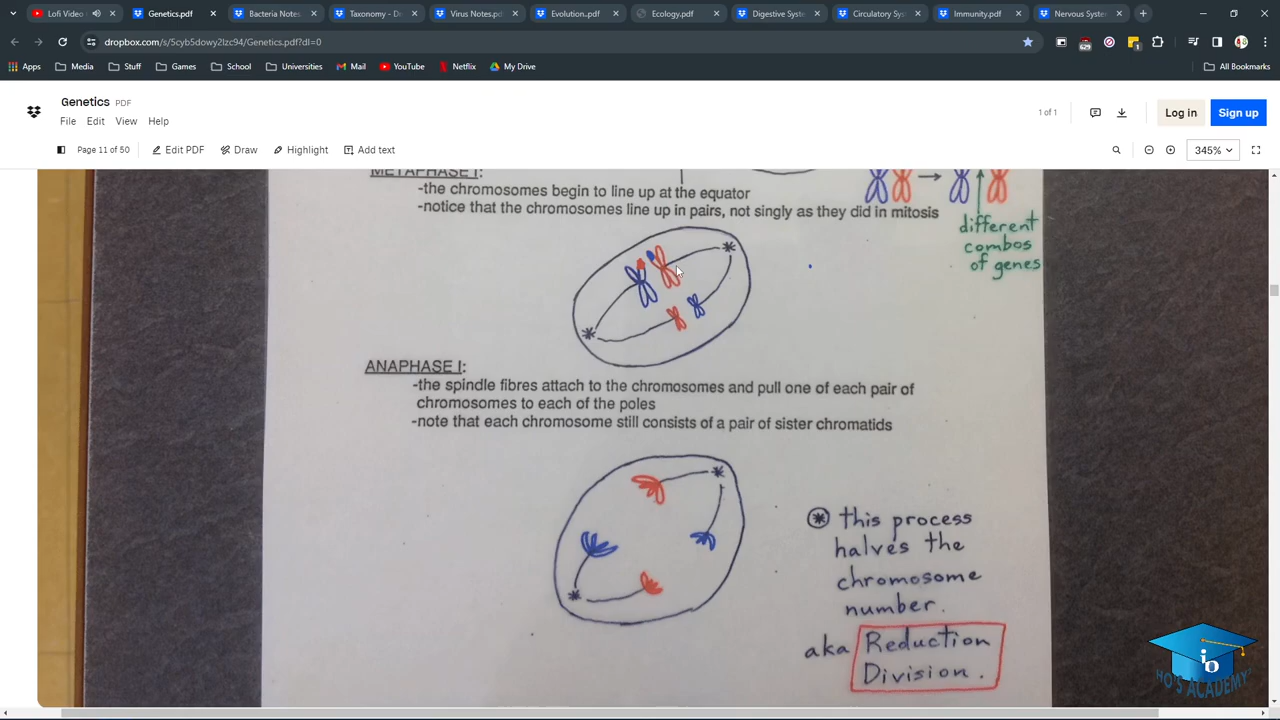 Lofi Video
Genetics.pdf
Bacteria Notes.
Taxonomy - D
Virus Notes.pdf
Evolution..pdf
Ecology.pdf
Digestive Syst
Circulatory Sys
Immunity.pdf
Nervous Syste
dropbox.com/s/5cyb5dowy2lzc94/Genetics.pdf?dl=0
629
1
Apps
Media
Stuff
Games
School
Universities
Mail
YouTube
Netflix
My Drive
All Bookmarks
Genetics PDF
File Edit View Help
1 of 1
Log in
Sign up
Page 11 of 50
Edit PDF
Draw
Highlight
Add text
345%
METAPHASE I:
-the chromosomes begin to line up at the equator
-notice that the chromosomes line up in pairs, not singly as they did in mitosis
different
combos
of genes
ANAPHASE I:
-the spindle fibres attach to the chromosomes and pull one of each pair of
chromosomes to each of the poles
-note that each chromosome still consists of a pair of sister chromatids
this process
halves the
chromosome
number.
aka Reduction
Division.
io
HO'S ACADEMY